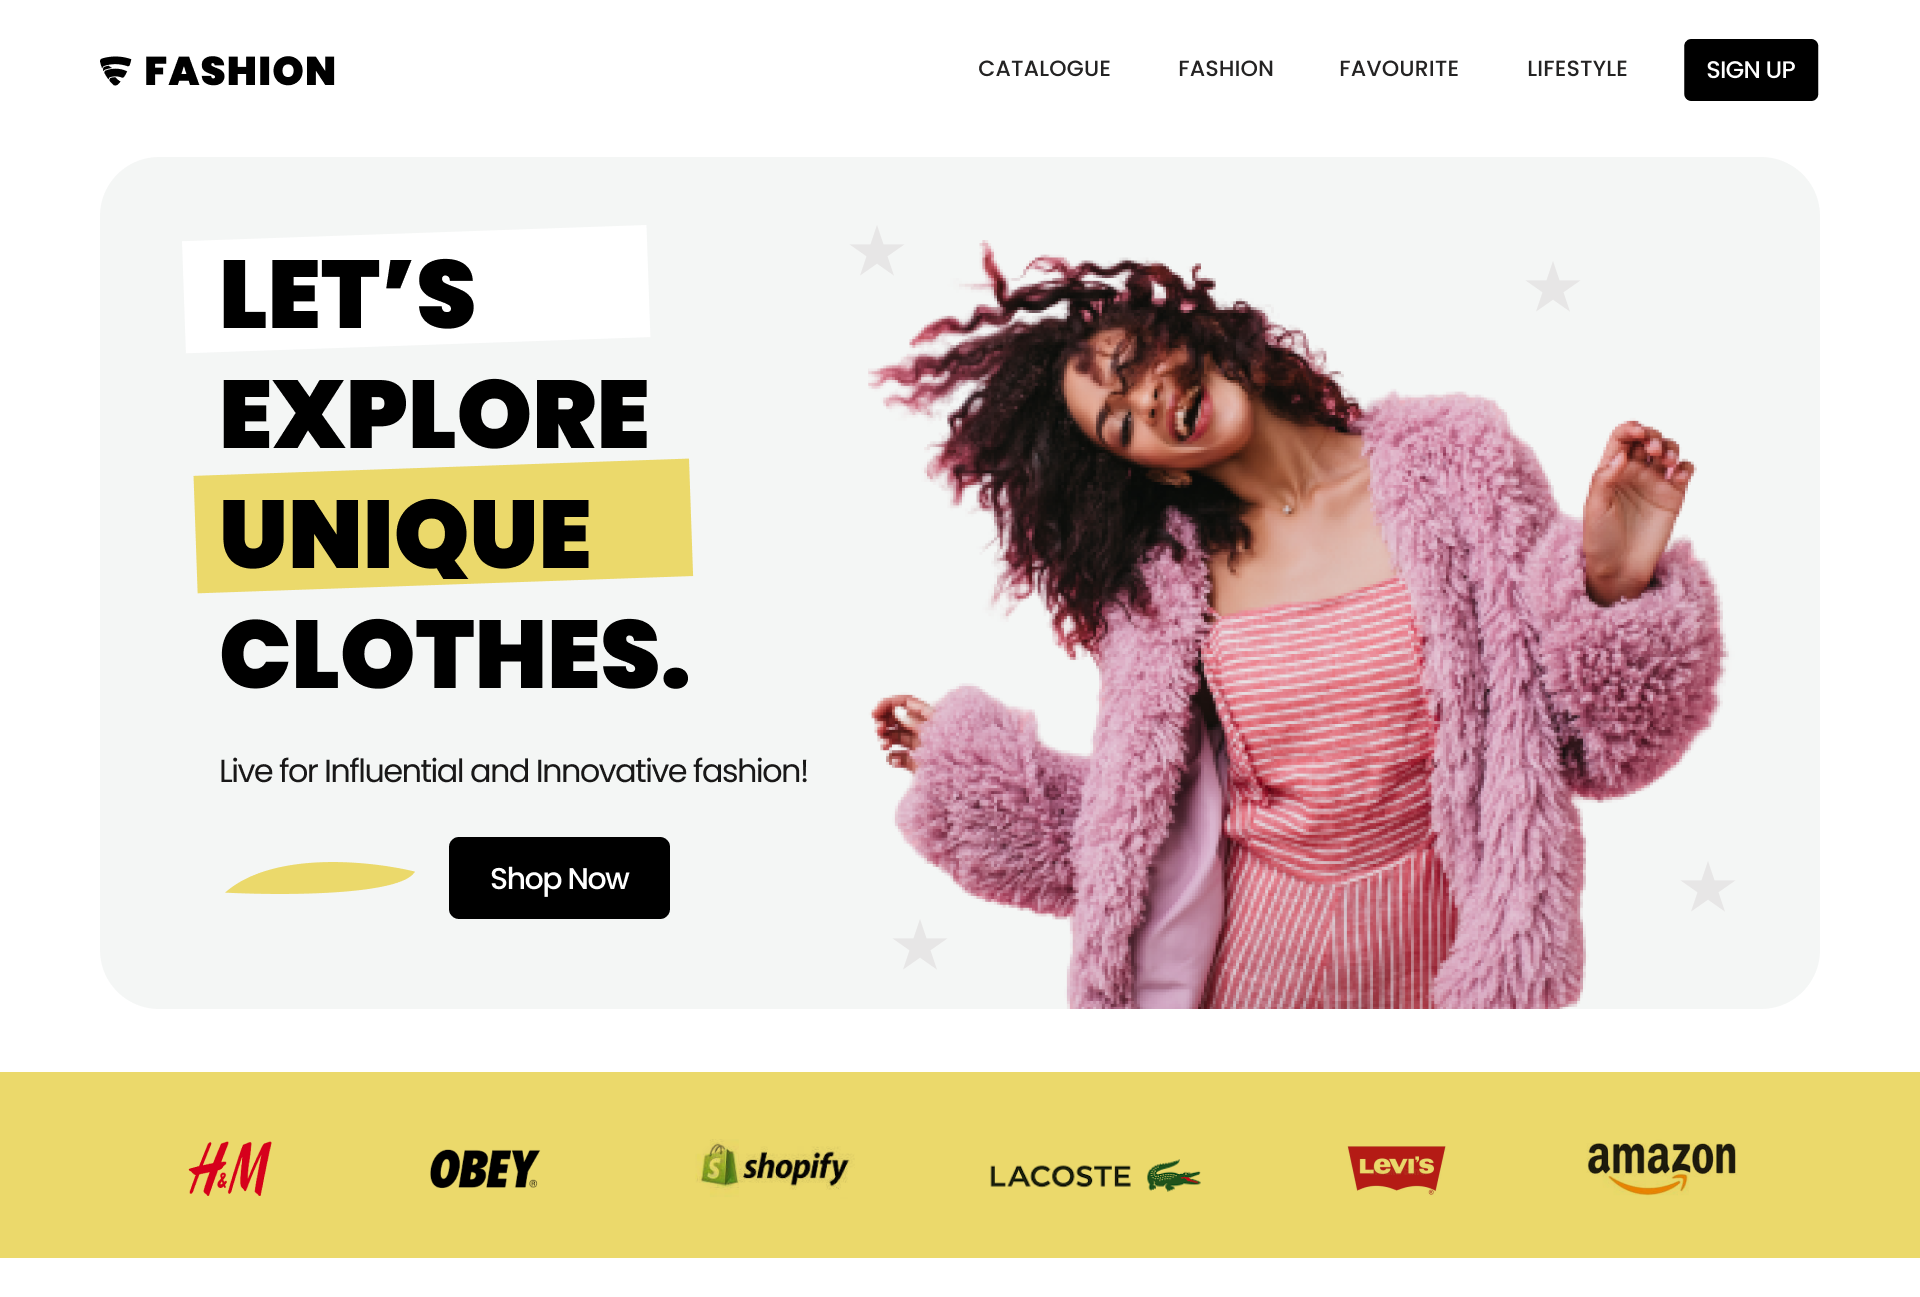 FASHION
CATALOGUE FASHION FAVOURITE LIFESTYLE SIGN UP
LET’S
EXPLORE
UNIQUE
CLOTHES.
Live for Influential and Innovative fashion!
Shop Now
H&M OBEY® shopify LACOSTE LEVI'S® amazon